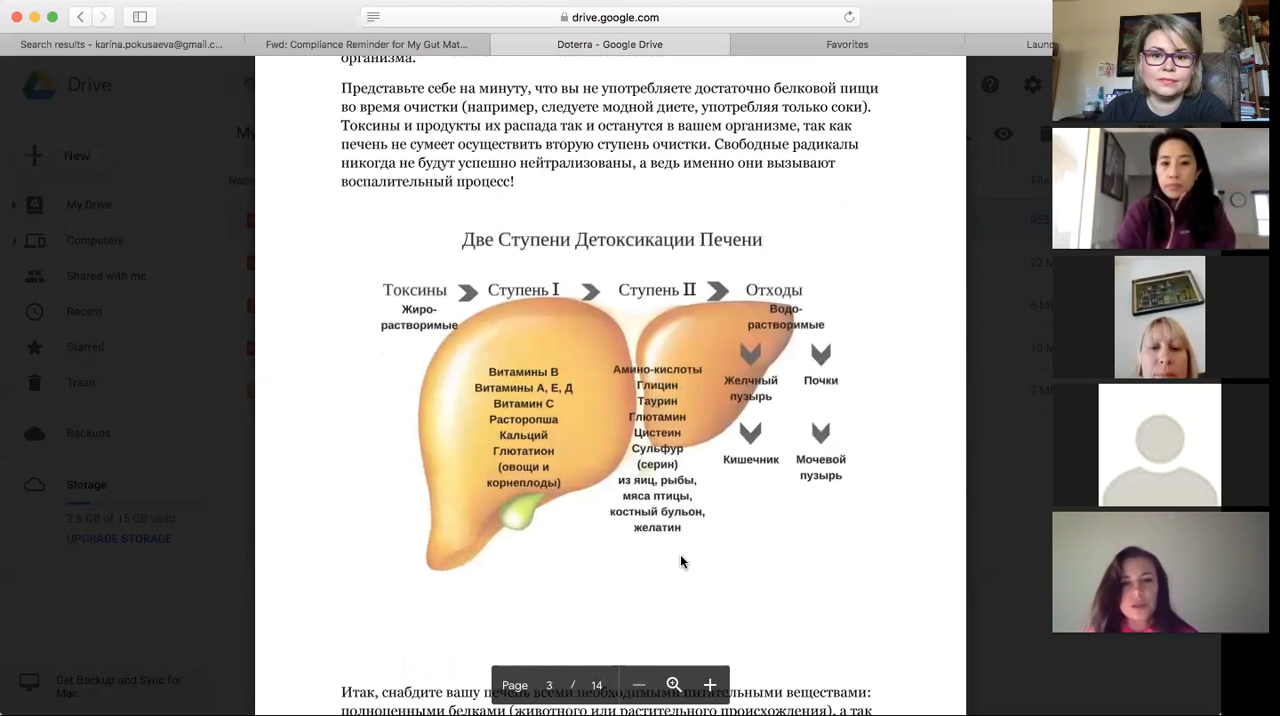 drive.google.com
Search results - karina.pokusaeva@gmail.c...
Fwd: Compliance Reminder for My Gut Mat...
Doterra - Google Drive
Favorites
Laun
Drive
New
My Drive
Computers
Shared with me
Recent
Starred
Trash
Backups
Storage
2.6 GB of 15 GB used
UPGRADE STORAGE
Get Backup and Sync for
Mac
File
организма.
Представьте себе на минуту, что вы не употребляете достаточно белковой пищи
во время очистки (например, следуете модной диете, употребляя только соки).
Токсины и продукты их распада так и останутся в вашем организме, так как
печень не сумеет осуществить вторую ступень очистки. Свободные радикалы
никогда не будут успешно нейтрализованы, а ведь именно они вызывают
воспалительный процесс!
Две Ступени Детоксикации Печени
Токсины
Жиро-
растворимые
Ступень I
Витамины B
Витамины А, Е, Д
Витамин С
Расторопша
Кальций
Глютатион
(овощи и
корнеплоды)
Ступень II
Амино-кислоты
Глицин
Таурин
Глютамин
Цистеин
Сульфур
(серин)
из яиц, рыбы,
мяса птицы,
костный бульон,
желатин
Отходы
Водо-
растворимые
Желчный
пузырь
Кишечник
Почки
Мочевой
пузырь
Page 3 / 14
Итак, снабдите вашу печень всеми необходимыми питательными веществами:
полноценными белками (животного или растительного происхождения), а так